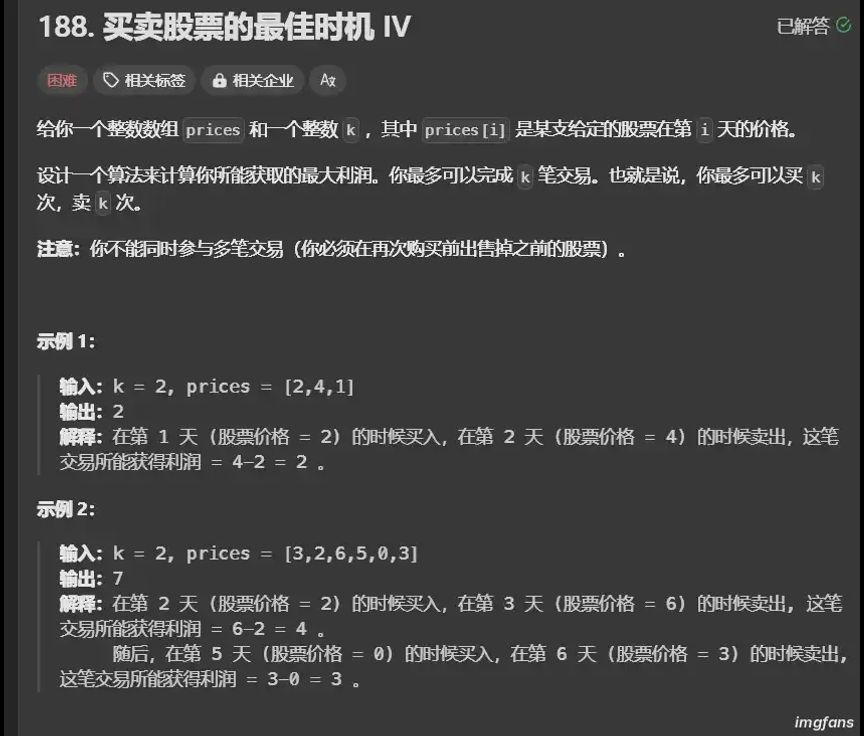 188. 买卖股票的最佳时机 IV
已解答
困难 相关标签 相关企业 Az
给你一个整数数组 prices 和一个整数 k ，其中 prices[i] 是某支给定的股票在第 i 天的价格。
设计一个算法来计算你所能获取的最大利润。你最多可以完成 k 笔交易。也就是说，你最多可以买 k
次，卖 k 次。
注意：你不能同时参与多笔交易（你必须在再次购买前出售掉之前的股票）。
示例 1：
输入：k = 2, prices = [2,4,1]
输出：2
解释：在第 1 天 (股票价格 = 2) 的时候买入，在第 2 天 (股票价格 = 4) 的时候卖出，这笔
交易所能获得利润 = 4-2 = 2 。
示例 2：
输入：k = 2, prices = [3,2,6,5,0,3]
输出：7
解释：在第 2 天 (股票价格 = 2) 的时候买入，在第 3 天 (股票价格 = 6) 的时候卖出，这笔
交易所能获得利润 = 6-2 = 4 。
随后，在第 5 天 (股票价格 = 0) 的时候买入，在第 6 天 (股票价格 = 3) 的时候卖出，
这笔交易所能获得利润 = 3-0 = 3 。
imgfans